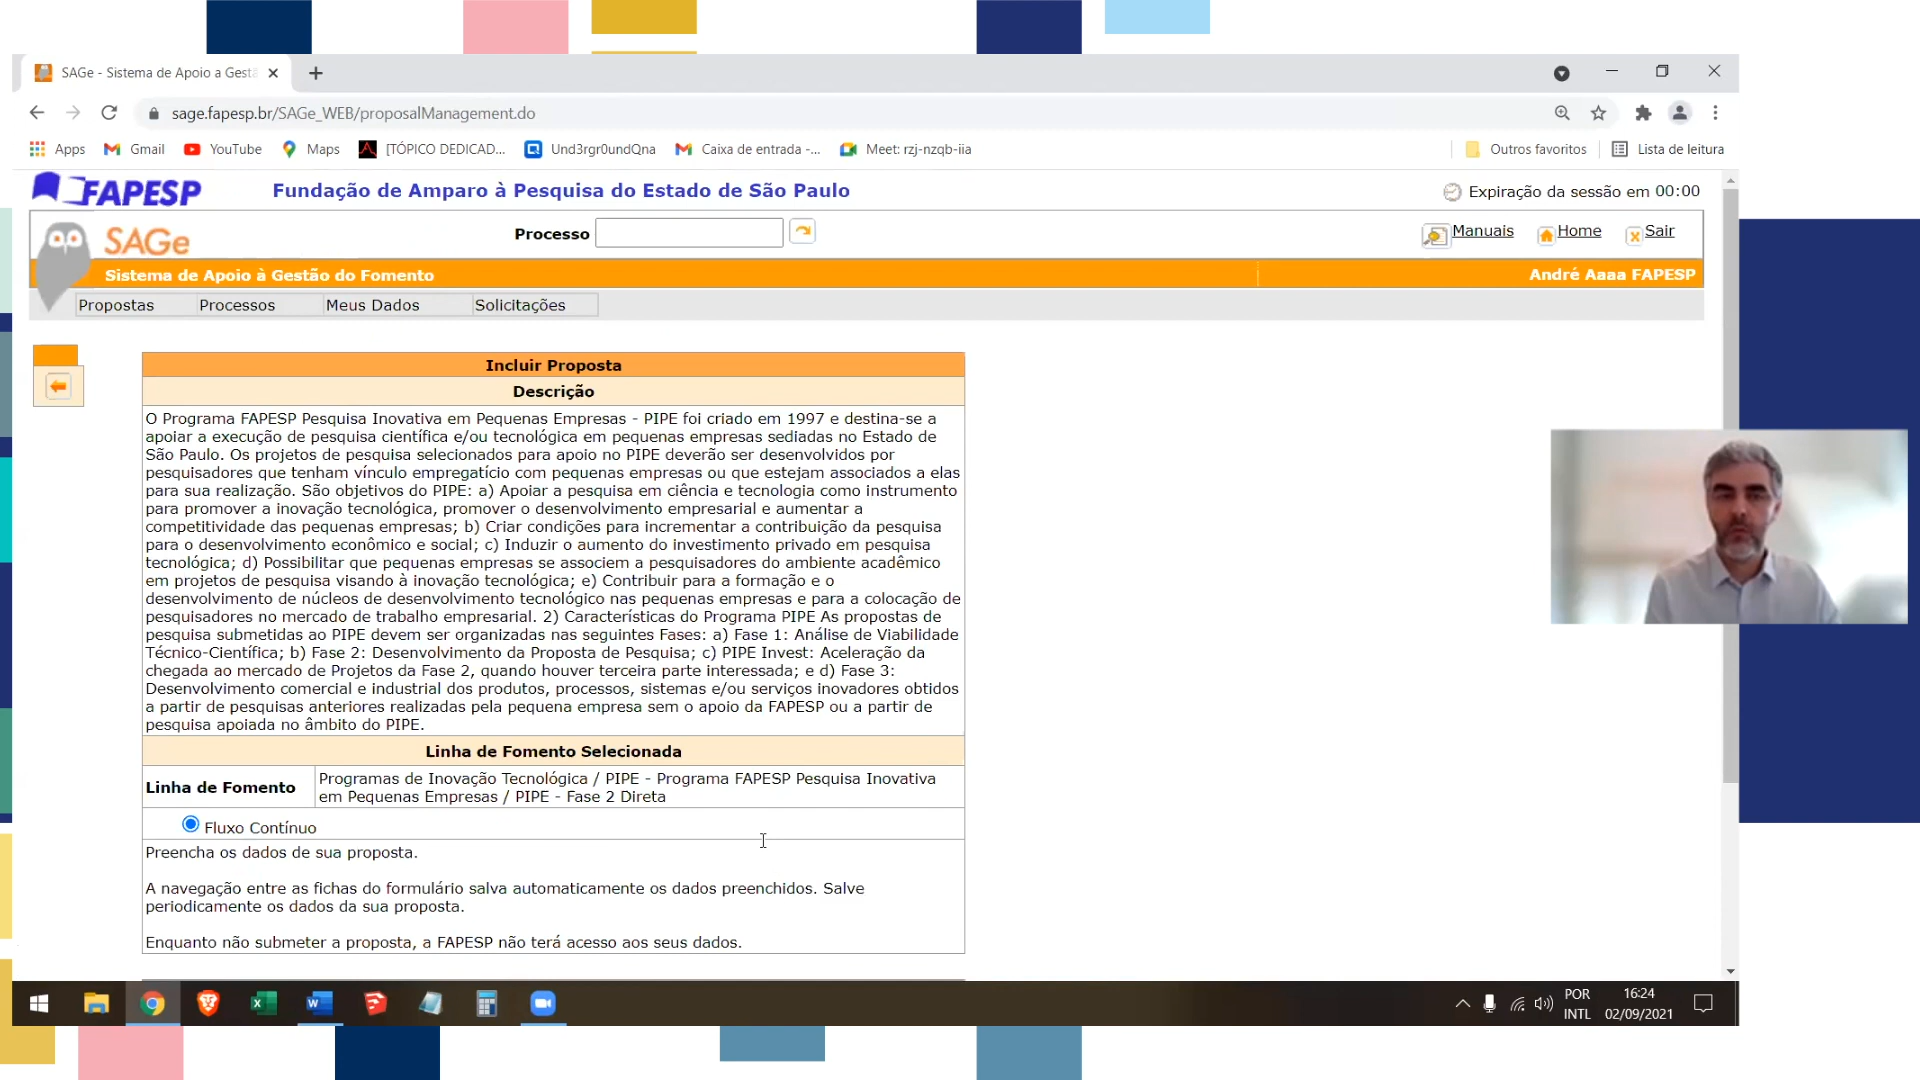 SAGe - Sistema de Apoio a Gestã
sage.fapesp.br/SAGe_WEB/proposalManagement.do
Apps Gmail YouTube Maps [TÓPICO DEDICAD... Und3rgr0undQna Caixa de entrada -... Meet: rzj-nzqb-iia Outros favoritos Lista de leitura
FAPESP Fundação de Amparo à Pesquisa do Estado de São Paulo Expiração da sessão em 00:00
SAGe Processo Manuais Home Sair
Sistema de Apoio à Gestão do Fomento André Aaaa FAPESP
Propostas Processos Meus Dados Solicitações
Incluir Proposta
Descrição
O Programa FAPESP Pesquisa Inovativa em Pequenas Empresas - PIPE foi criado em 1997 e destina-se a
apoiar a execução de pesquisa científica e/ou tecnológica em pequenas empresas sediadas no Estado de
São Paulo. Os projetos de pesquisa selecionados para apoio no PIPE deverão ser desenvolvidos por
pesquisadores que tenham vínculo empregatício com pequenas empresas ou que estejam associados a elas
para sua realização. São objetivos do PIPE: a) Apoiar a pesquisa em ciência e tecnologia como instrumento
para promover a inovação tecnológica, promover o desenvolvimento empresarial e aumentar a
competitividade das pequenas empresas; b) Criar condições para incrementar a contribuição da pesquisa
para o desenvolvimento econômico e social; c) Induzir o aumento do investimento privado em pesquisa
tecnológica; d) Possibilitar que pequenas empresas se associem a pesquisadores do ambiente acadêmico
em projetos de pesquisa visando à inovação tecnológica; e) Contribuir para a formação e o
desenvolvimento de núcleos de desenvolvimento tecnológico nas pequenas empresas e para a colocação de
pesquisadores no mercado de trabalho empresarial. 2) Características do Programa PIPE As propostas de
pesquisa submetidas ao PIPE devem ser organizadas nas seguintes Fases: a) Fase 1: Análise de Viabilidade
Técnico-Científica; b) Fase 2: Desenvolvimento da Proposta de Pesquisa; c) PIPE Invest: Aceleração da
chegada ao mercado de Projetos da Fase 2, quando houver terceira parte interessada; e d) Fase 3:
Desenvolvimento comercial e industrial dos produtos, processos, sistemas e/ou serviços inovadores obtidos
a partir de pesquisas anteriores realizadas pela pequena empresa sem o apoio da FAPESP ou a partir de
pesquisa apoiada no âmbito do PIPE.
Linha de Fomento Selecionada
Linha de Fomento
Programas de Inovação Tecnológica / PIPE - Programa FAPESP Pesquisa Inovativa
em Pequenas Empresas / PIPE - Fase 2 Direta
Fluxo Contínuo
Preencha os dados de sua proposta.
A navegação entre as fichas do formulário salva automaticamente os dados preenchidos. Salve
periodicamente os dados da sua proposta.
Enquanto não submeter a proposta, a FAPESP não terá acesso aos seus dados.
POR 16:24
INTL 02/09/2021